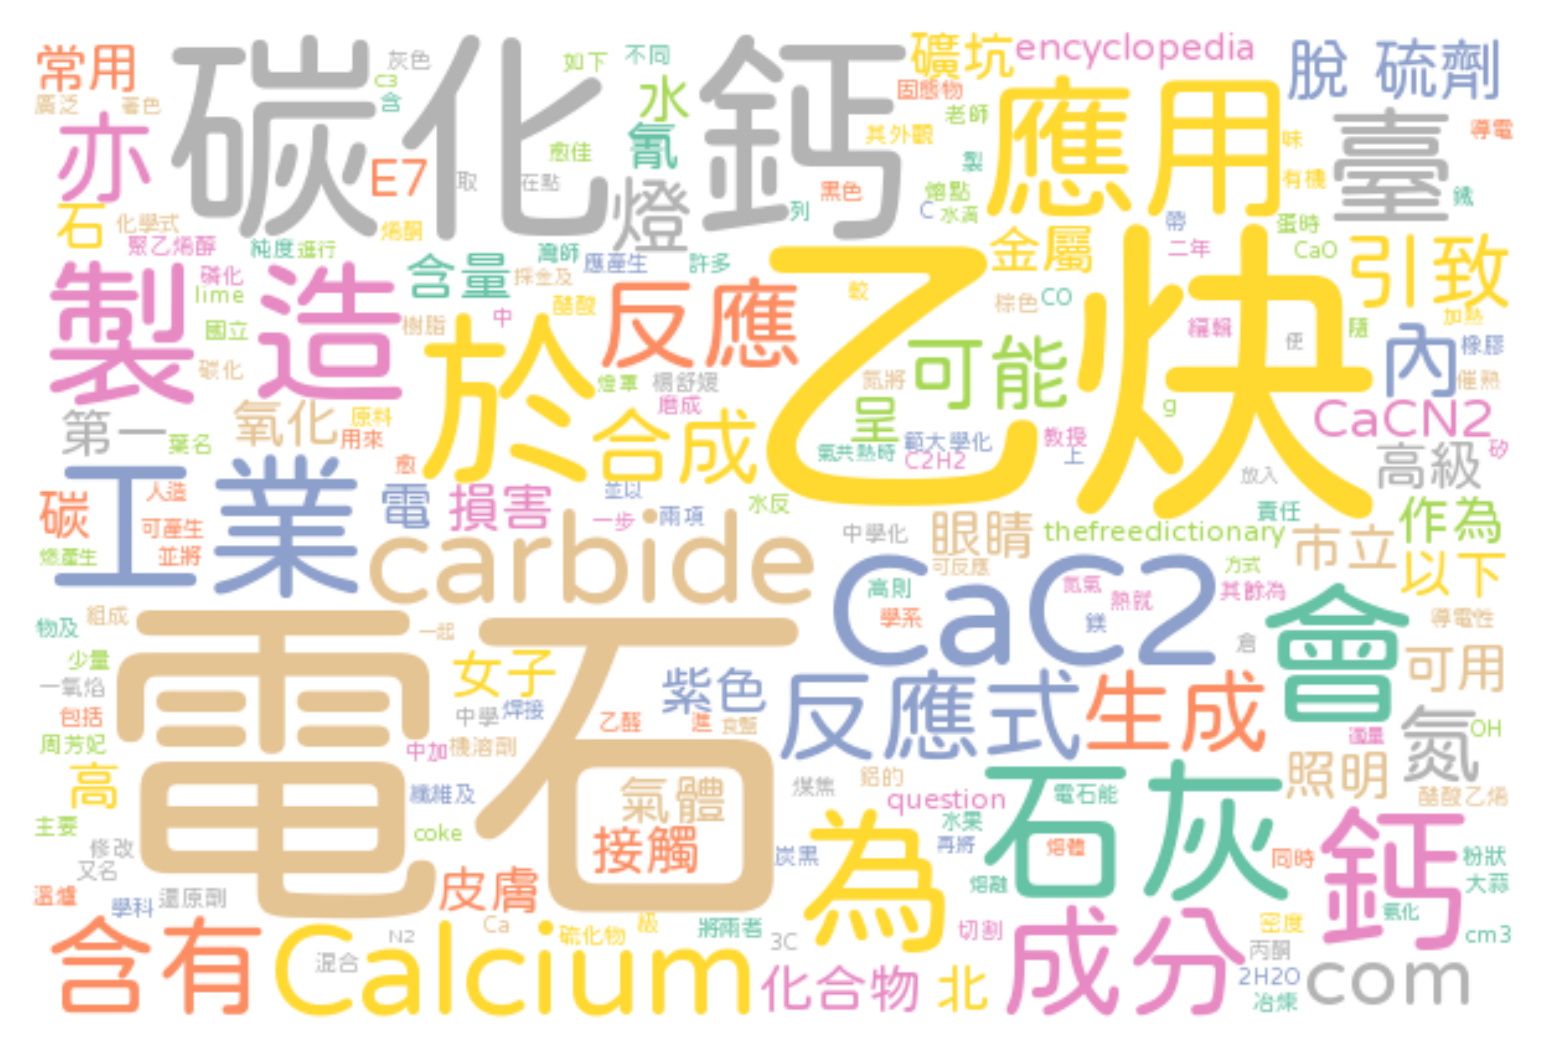 常用
碳化鈣
灰色
C3
含
如下
不同
水
氰
礦坑
encyclopedia
脫硫劑
固態物
老師
其外觀
應用
臺
導電
廣泛
著色
亦
E7
取
在點
愈佳
燈
列
黑色
熔點
C
水滴
製
味
有機
鐵
石
化學式
聚乙烯醇
純度
進行
烯酮
灣師
應產生
許多
金屬
帶
二年
蛋時
CaO
引致
製造
磷化
lime
國立
碳化
含量
採金及
醋酸
中
樹脂
反應
乙炔
較
棕色
CO
編輯
便
隨
加熱
內
橡膠
催熟
於
燈罩
楊舒媛
磨成
氮將
可能
呈
g
CaCN2
第一
葉名
氧化
原料
用來
愈
合成
氣共熱時
範大學化
C2H2
教授
上
放入
高級
矽
工業
碳
人造
可產生
並將
燃產生
電
損害
並以
一步
兩項
水反
中學化
眼睛
thefreedictionary
責任
市立
作為
以下
carbide
CaC2
可反應
高則
學系
氮氣
熱就
鎂
方式
其餘為
會
倉
導電性
物及
組成
少量
一氧焰
包括
周芳妃
電石
一起
女子
中學
焊接
中加
機溶劑
紫色
乙醛
進
食鹽
反應式
生成
可用
氮
適量
OH
高
主要
修改
又名
纖維及
coke
氣體
接觸
煤焦
鋁的
question
水果
再將
炭黑
為
石灰
電石能
熔體
熔融
照明
醋酸乙烯
同時
鈣
粉狀
大蒜
溫爐
學科
還原劑
皮膚
含有
Calcium
N2
混合
Ca
硫化物
級
將兩者
3C
化合物
北
切割
成分
密度
丙酮
2H2O
冶煉
氨化
cm3
com